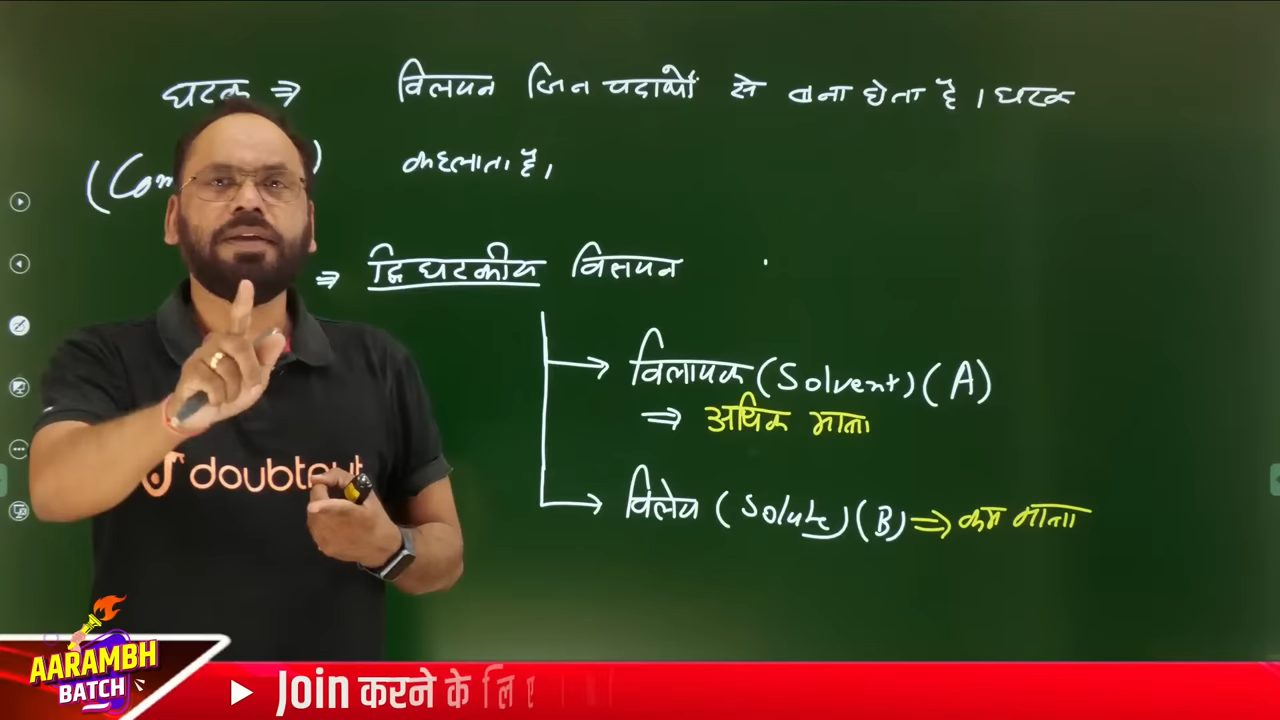 घटक ⇒ विलयन जिन पदार्थो से बना होता है । घटक
(Com ) कहलाता है।
⇒ द्विघटकीय विलयन
→ विलायक (Solvent) (A)
⇒ अधिक मात्रा
→ विलेय (Solute) (B) ⇒ कम मात्रा
doubtnut
AARAMBH
BATCH
Join करने के लिए